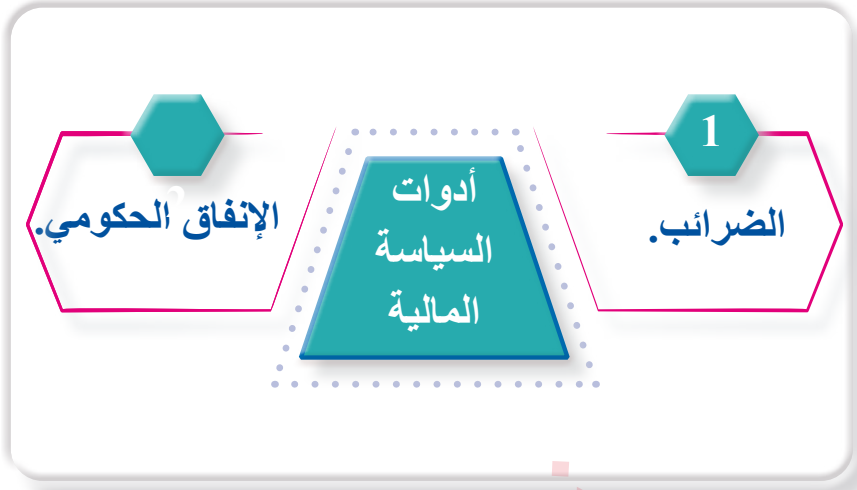 أدوات
السياسة
المالية
1
الضرائب.
الإنفاق الحكومي.